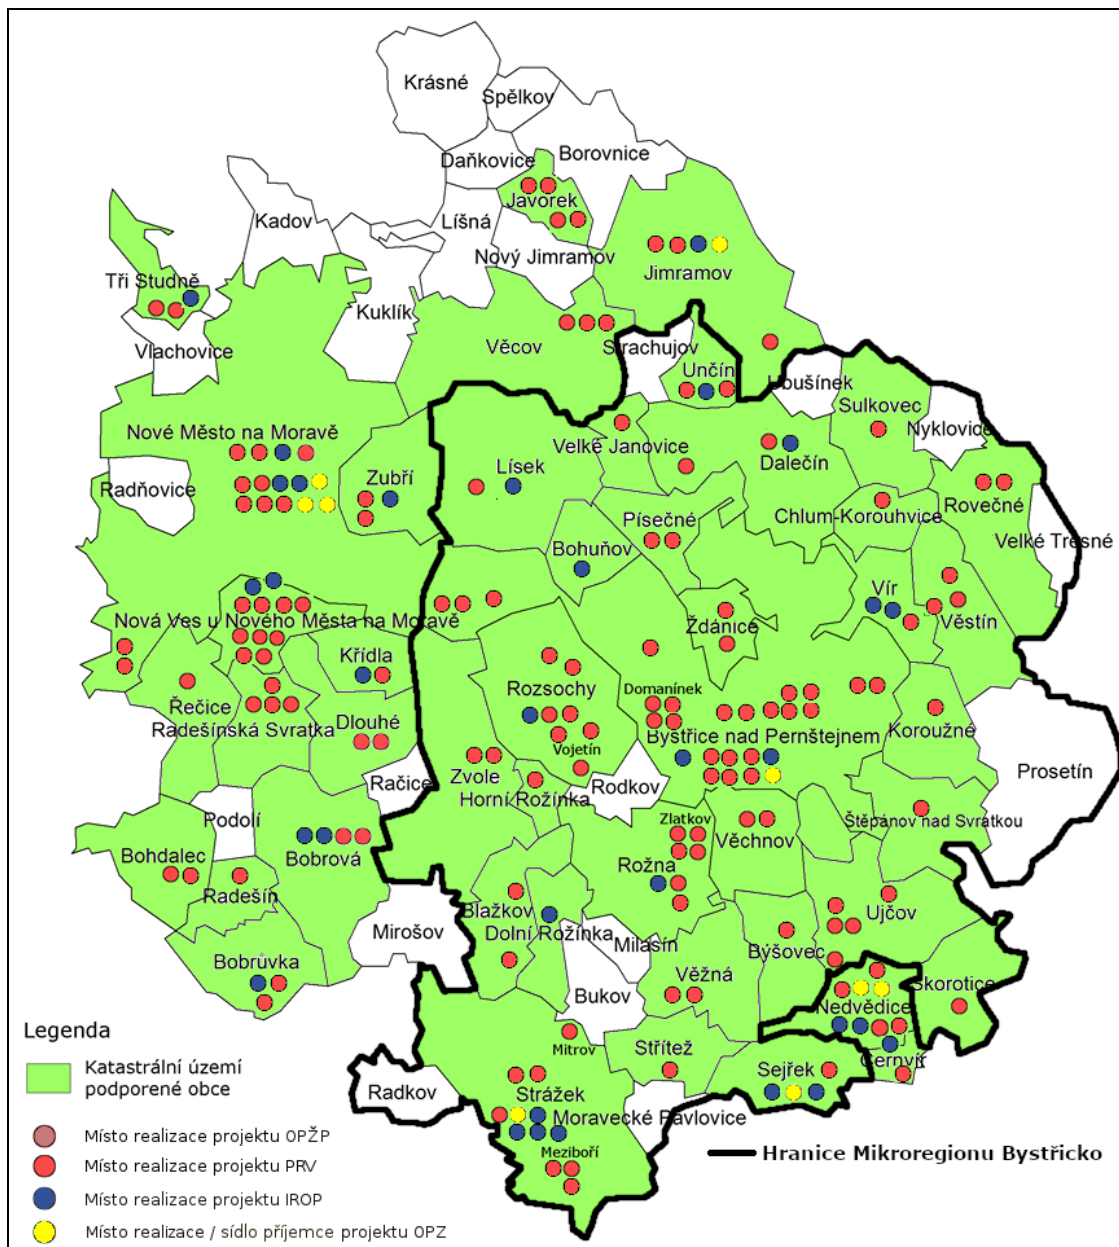 Krásné
Spělkov
Daňkovice
Borovnice
Javorek
Kadov
Líšná
Nový Jimramov
Jimramov
Tři Studně
Kuklík
Vlachovice
Věcov
Strachujov
Unčín
Ubušínek
Sulkovec
Nyklovice
Nové Město na Moravě
Velké Janovice
Zubří
Lísek
Dalečín
Radňovice
Rovečné
Chlum-Korouhvice
Písečné
Velké Tresné
Bohuňov
Vír
Nová Ves u Nového Města na Moravě
Ždánice
Věstín
Křídla
Rozsochy
Domanínek
Řečice
Radešínská Svratka
Dlouhé
Bystřice nad Pernštejnem
Koroužné
Vojetín
Zvole
Prosetín
Račice
Rodkov
Horní Rožínka
Podolí
Zlatkov
Štěpánov nad Svratkou
Bobrová
Věchnov
Bohdalec
Rožna
Radešín
Blažkov
Ujčov
Mirošov
Dolní Rožínka
Milasín
Býšovec
Bobrůvka
Věžná
Skorotice
Bukov
Nedvědice
Mitrov
Střítež
Černvír
Sejřek
Radkov
Strážek
Moravecké Pavlovice
Meziboří
Legenda
Katastrální území
podporené obce
Místo realizace projektu OPŽP
Místo realizace projektu PRV
Místo realizace projektu IROP
Místo realizace / sídlo příjemce projektu OPZ
Hranice Mikroregionu Bystřicko